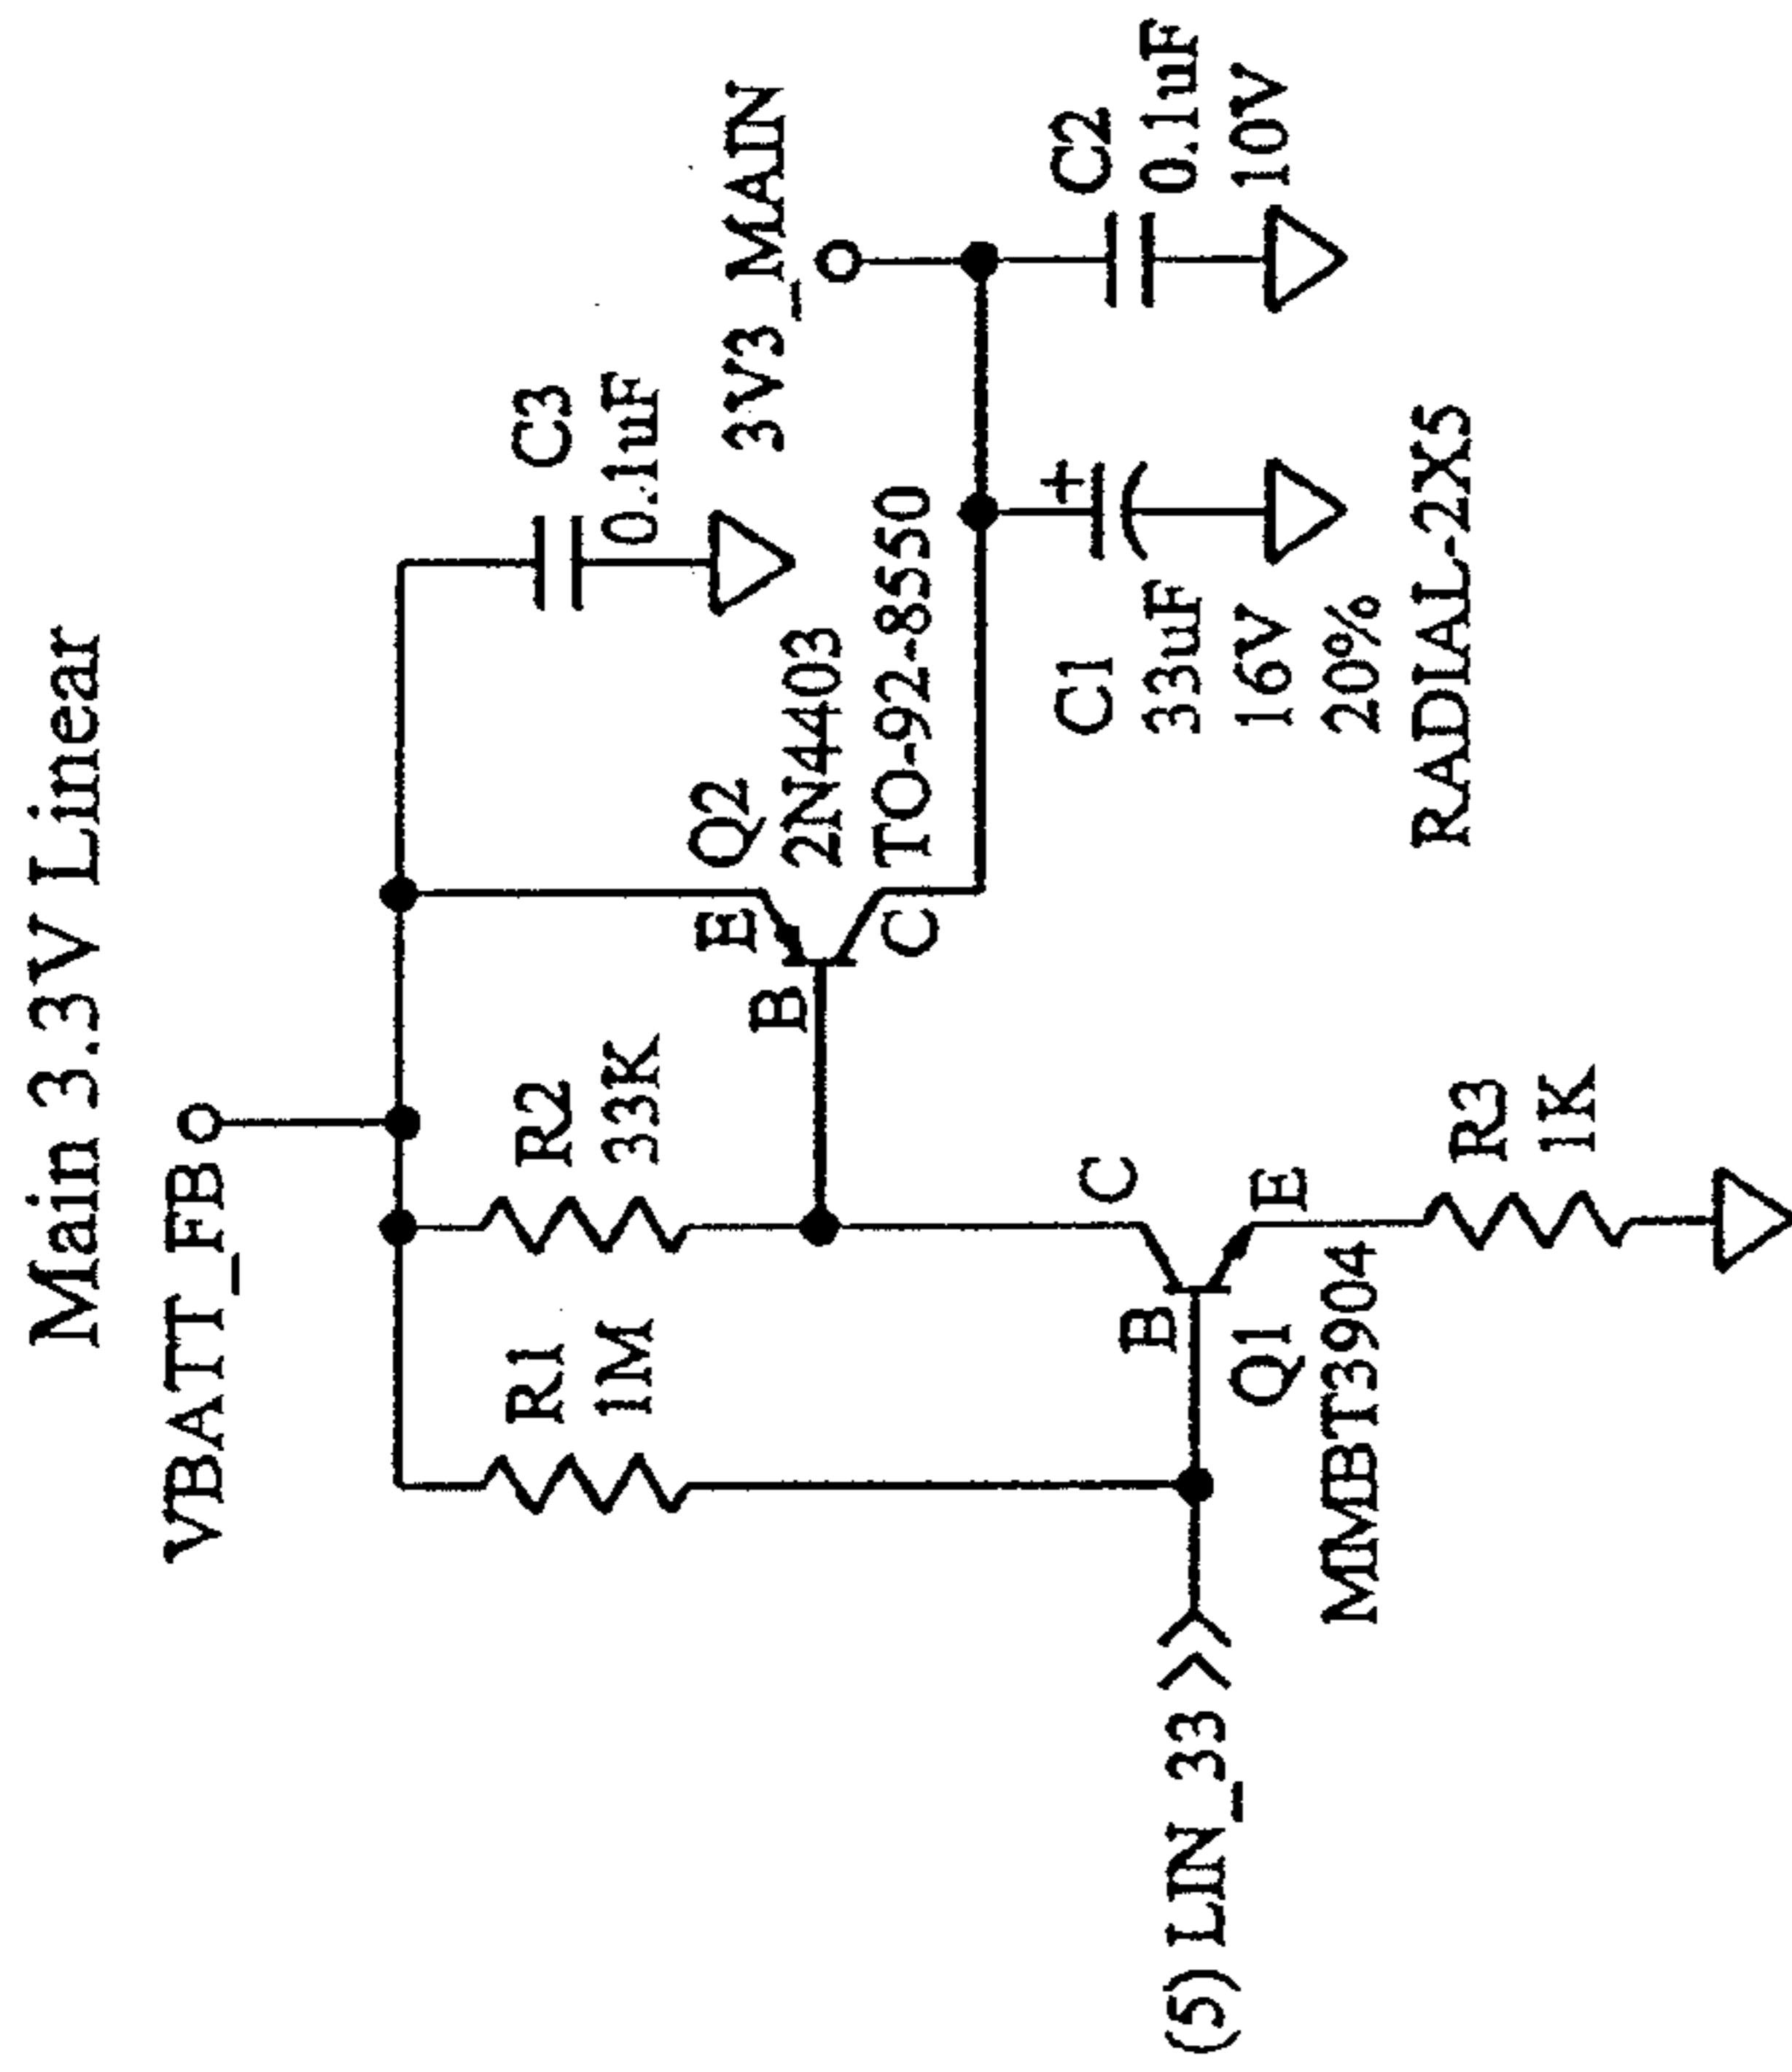 Main 3.3V Linear
VBATT_FB
R1
1M
R2
33K
C3
0.1uF
Q2
2N4403
TO-92-8550
E
B
C
3V3_MAIN
(5) LIN_33
B
C
E
Q1
MMBT3904
R3
1K
C1
33uF
16V
20%
RADIAL-2X5
+
C2
0.1uF
10V